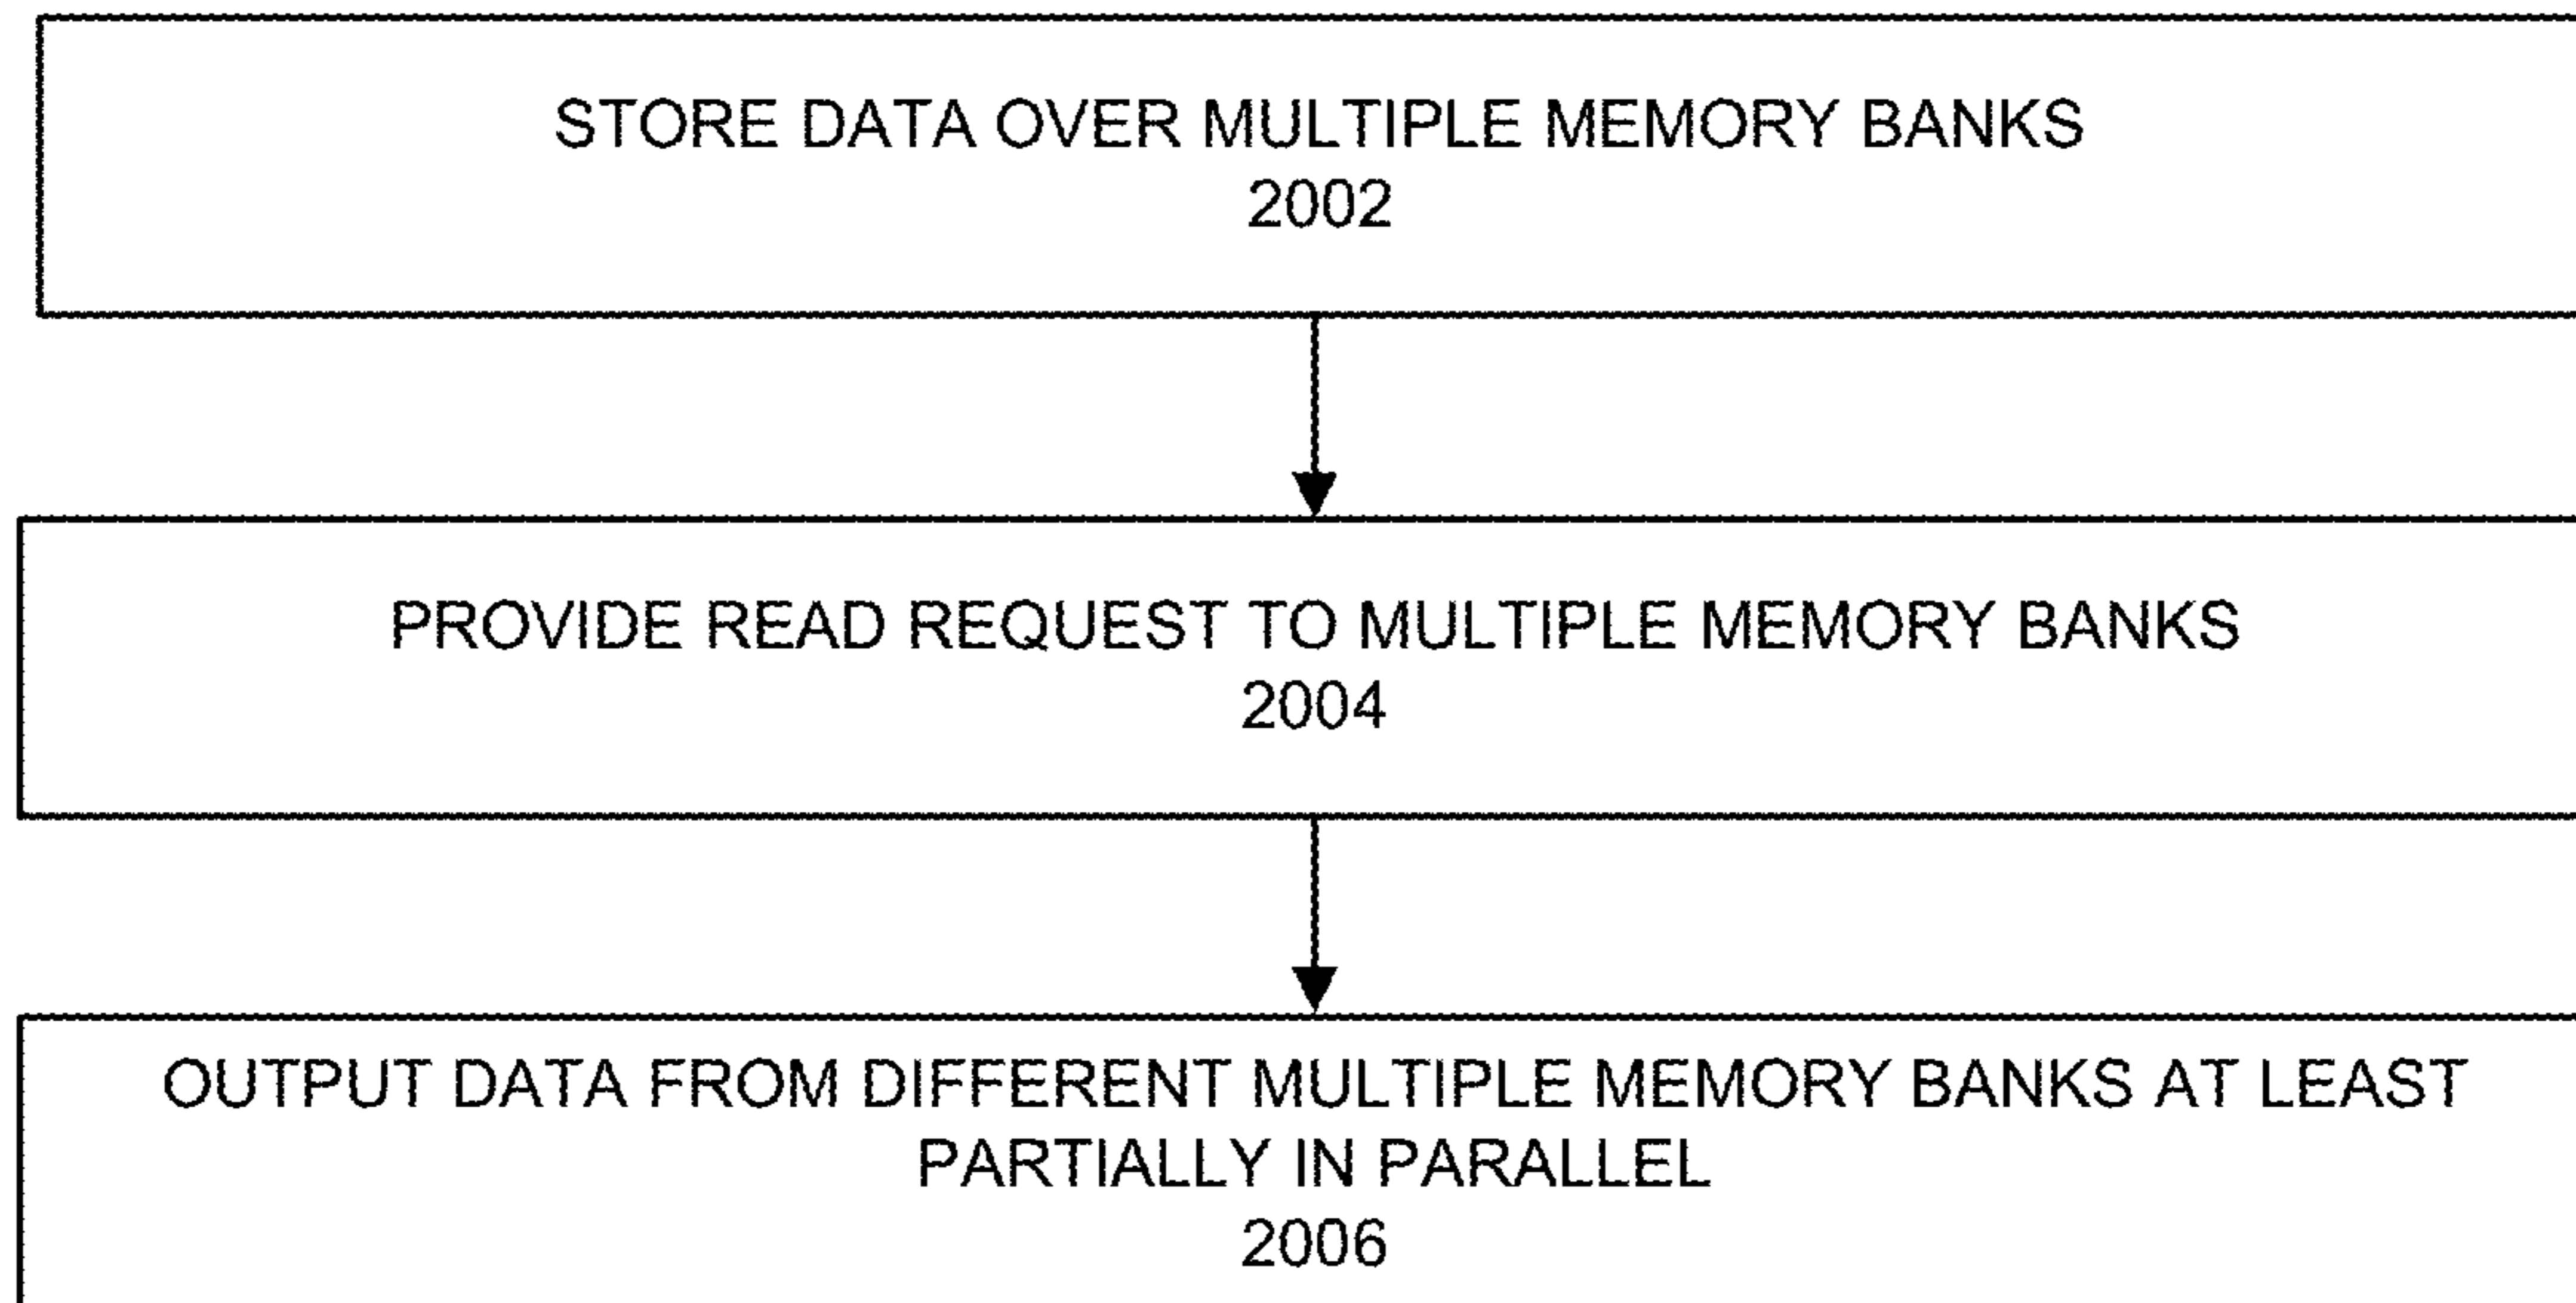 STORE DATA OVER MULTIPLE MEMORY BANKS
2002
PROVIDE READ REQUEST TO MULTIPLE MEMORY BANKS
2004
OUTPUT DATA FROM DIFFERENT MULTIPLE MEMORY BANKS AT LEAST
PARTIALLY IN PARALLEL
2006